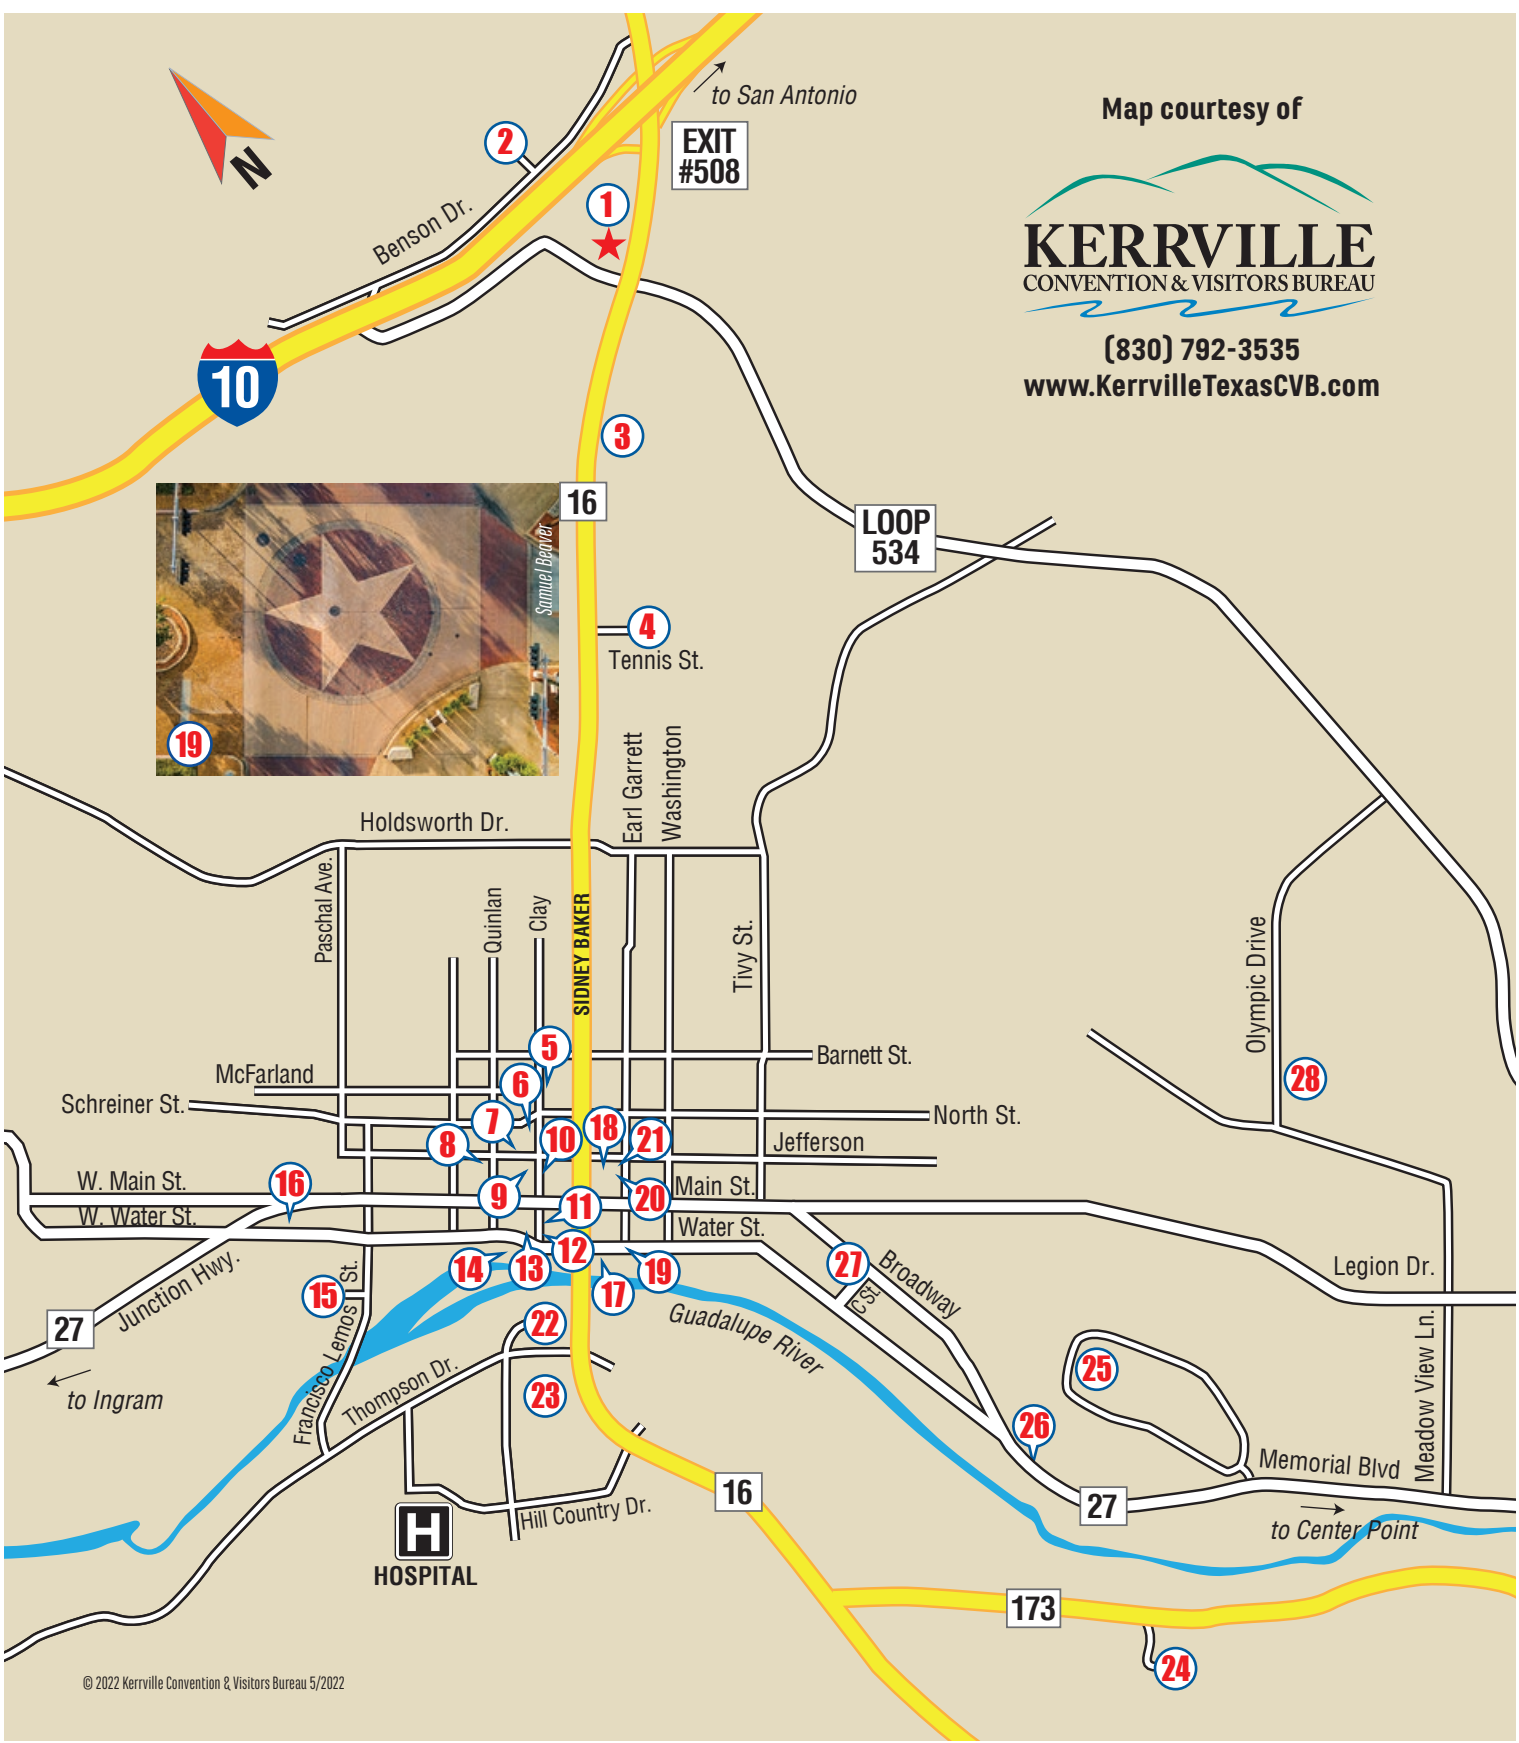 to San Antonio
Map courtesy of
N
2
EXIT
#508
1
Benson Dr.
KERRVILLE
CONVENTION & VISITORS BUREAU
(830) 792-3535
www.KerrvilleTexasCVB.com
10
3
16
LOOP
534
Samuel Beaver
4
Tennis St.
19
Earl Garrett
Washington
Holdsworth Dr.
Paschal Ave.
Quinlan
Clay
SIDNEY BAKER
Tivy St.
Olympic Drive
5
Barnett St.
McFarland
6
28
Schreiner St.
North St.
7
8
10
18
21
Jefferson
W. Main St.
16
9
11
20
Main St.
W. Water St.
Water St.
14
13
12
19
27
Broadway
Legion Dr.
Junction Hwy.
15
17
C St.
27
22
Guadalupe River
Francisco Lemos St.
Thompson Dr.
to Ingram
23
25
Meadow View Ln.
26
Memorial Blvd
16
27
Hill Country Dr.
to Center Point
H
HOSPITAL
173
24
© 2022 Kerrville Convention & Visitors Bureau 5/2022